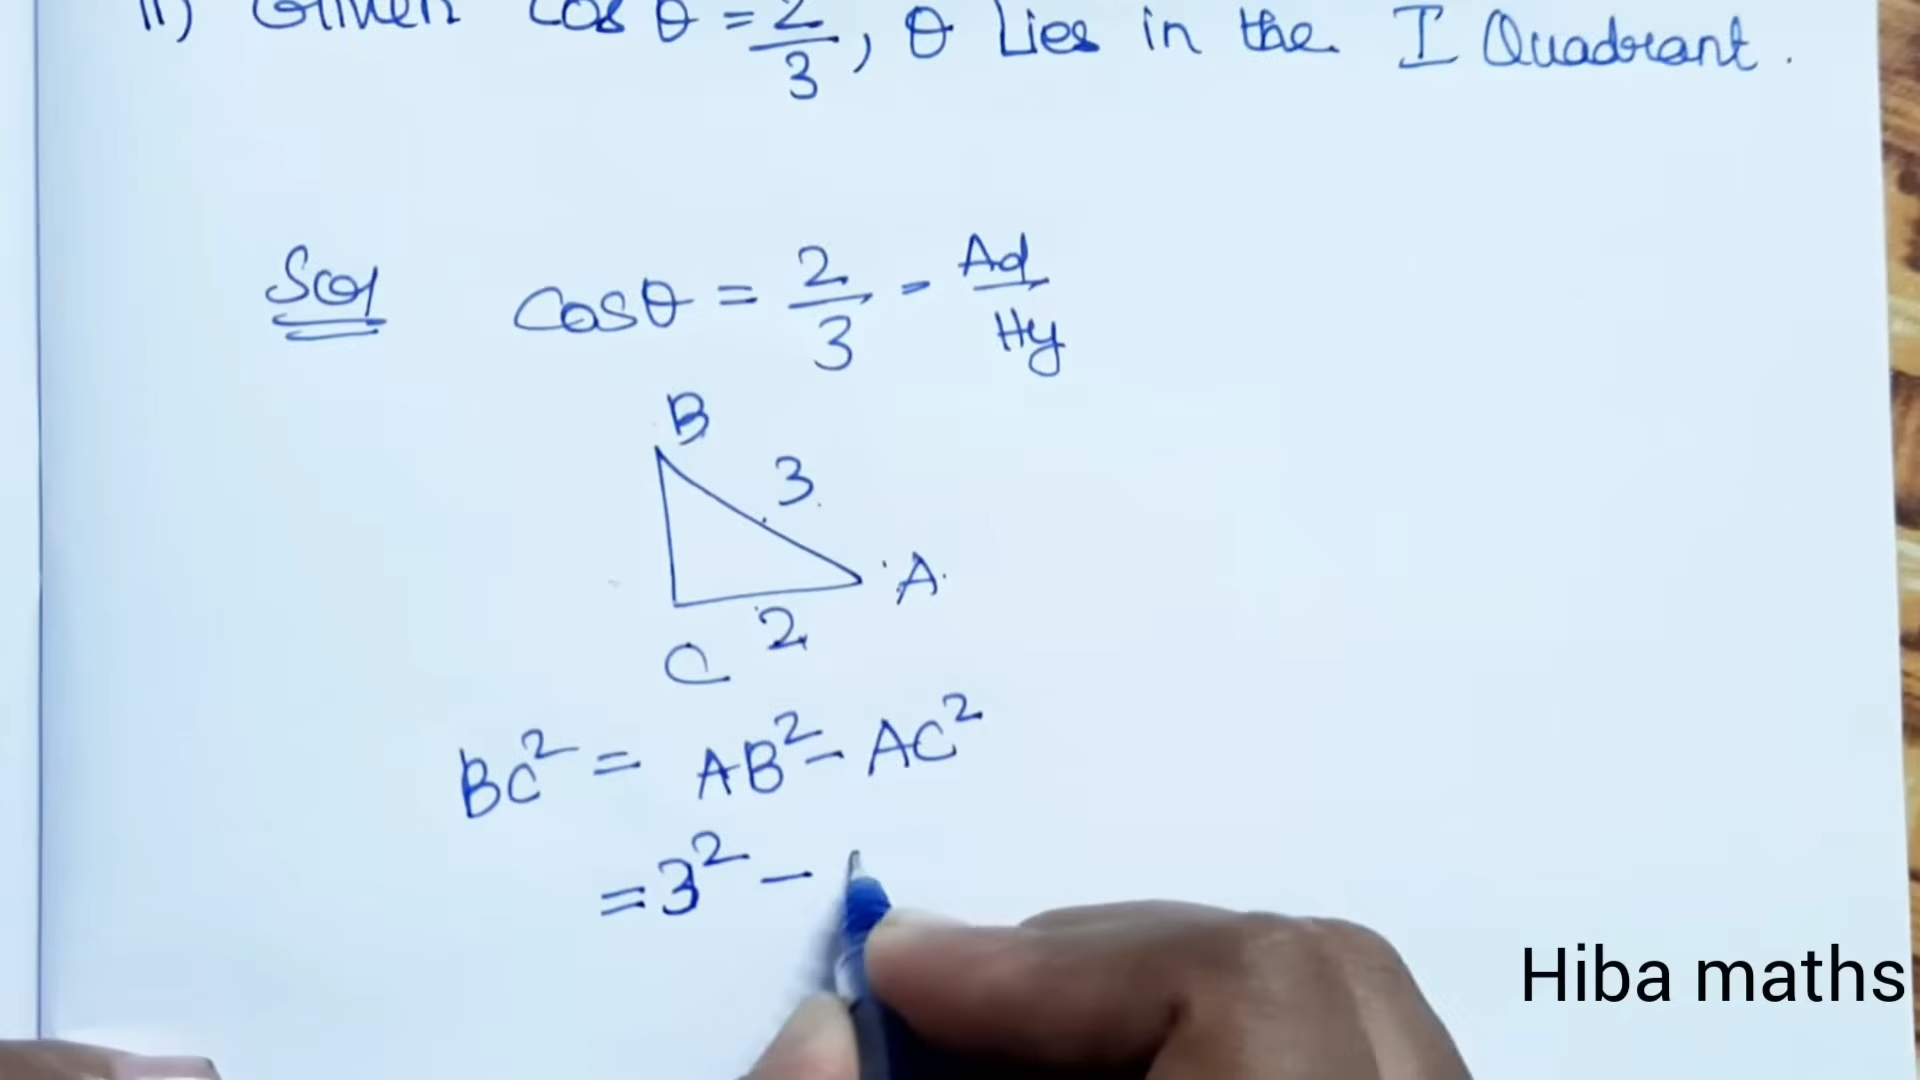 ii) Given Cos θ = 2/3, θ Lies in the I Quadrant.
Sol Cosθ = 2/3 = Ad/Hy
B
3
A
2
C
BC² = AB² - AC²
= 3² -
Hiba maths